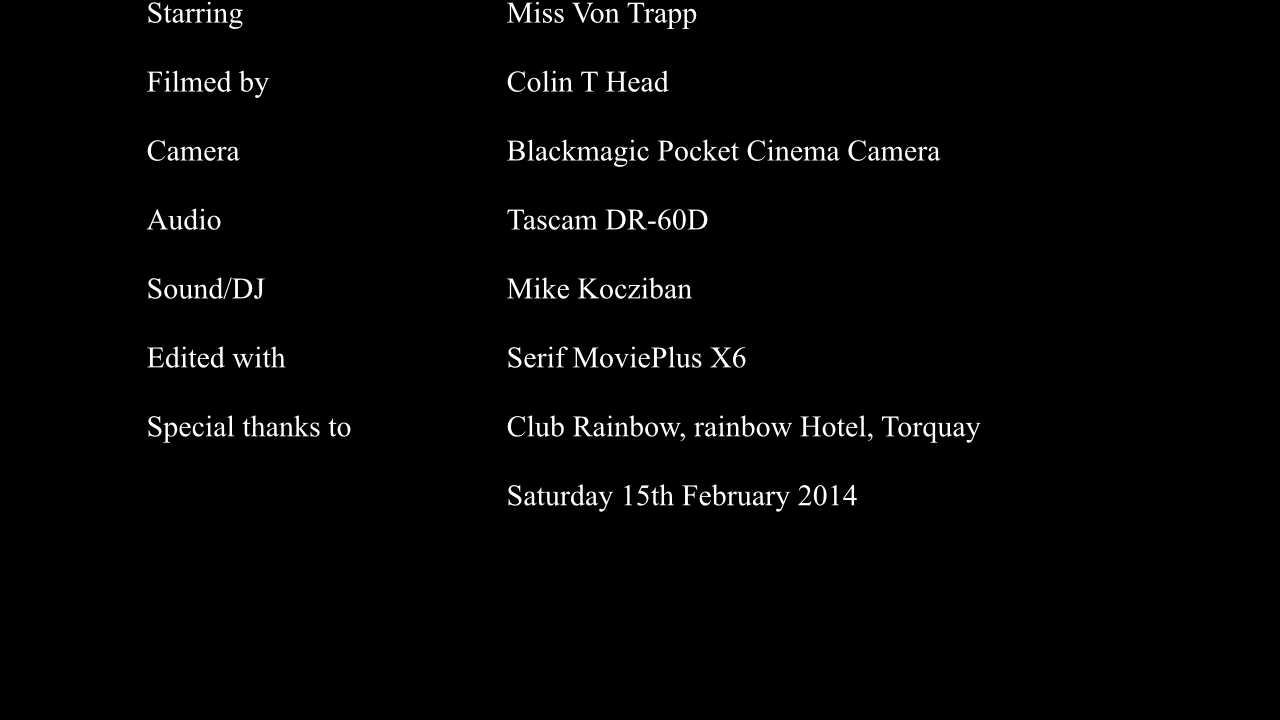 Starring Miss Von Trapp
Filmed by Colin T Head
Camera Blackmagic Pocket Cinema Camera
Audio Tascam DR-60D
Sound/DJ Mike Kocziban
Edited with Serif MoviePlus X6
Special thanks to Club Rainbow, rainbow Hotel, Torquay
Saturday 15th February 2014